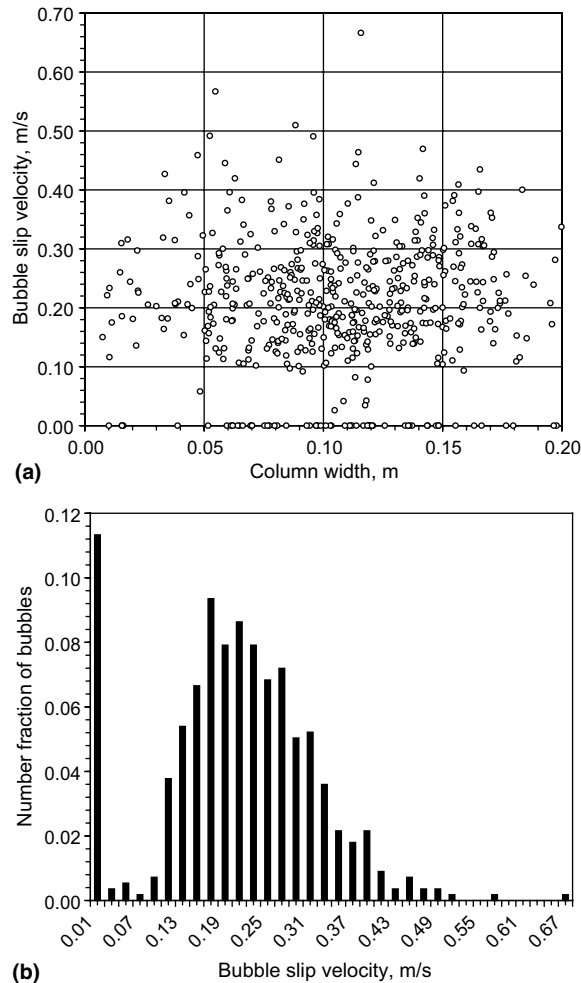 0.70
0.60
0.50
0.40
0.30
0.20
0.10
0.00
Bubble slip velocity, m/s
0.00 0.05 0.10 0.15 0.20
(a) Column width, m
0.12
0.10
0.08
0.06
0.04
0.02
0.00
Number fraction of bubbles
0.01 0.07 0.13 0.19 0.25 0.31 0.37 0.43 0.49 0.55 0.61 0.67
(b) Bubble slip velocity, m/s